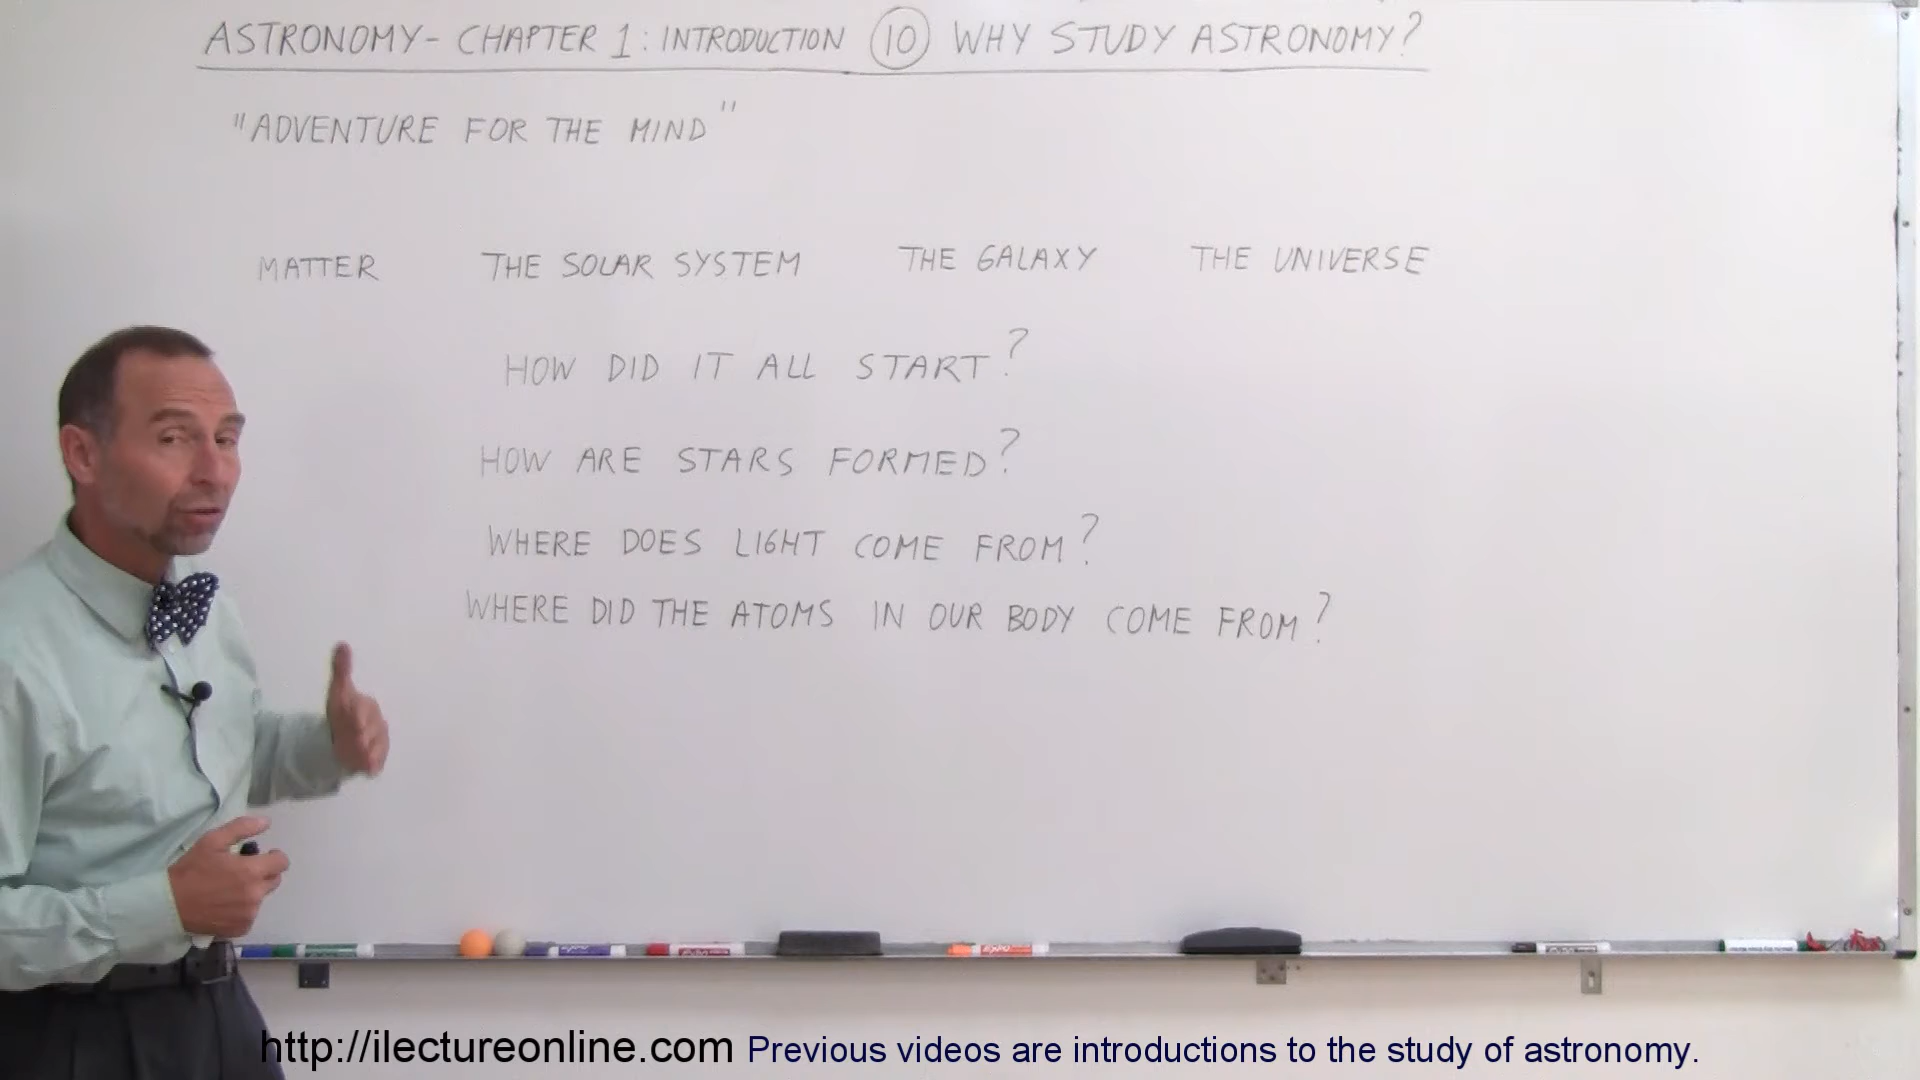 ASTRONOMY- CHAPTER 1: INTRODUCTION 10 WHY STUDY ASTRONOMY?
"ADVENTURE FOR THE MIND"
MATTER THE SOLAR SYSTEM THE GALAXY THE UNIVERSE
HOW DID IT ALL START?
HOW ARE STARS FORMED?
WHERE DOES LIGHT COME FROM?
WHERE DID THE ATOMS IN OUR BODY COME FROM?
http://ilectureonline.com Previous videos are introductions to the study of astronomy.